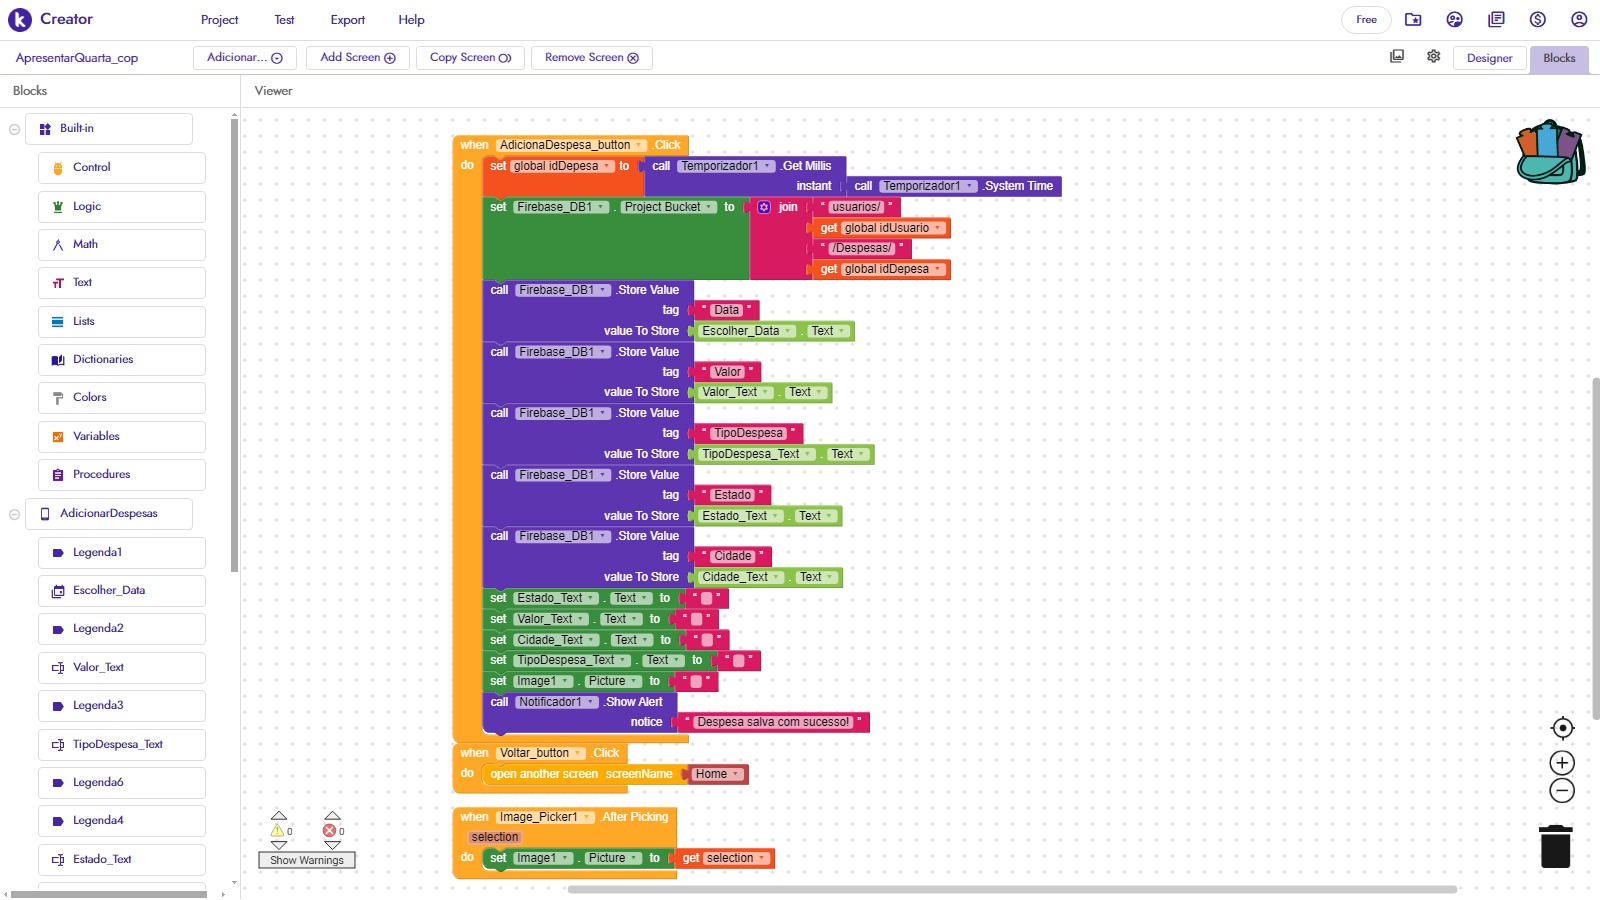 Creator
Project Test Export Help
Free
ApresentarQuarta_cop
Adicionar... Add Screen Copy Screen Remove Screen
Designer Blocks
Blocks
Viewer
Built-in
Control
Logic
Math
Text
Lists
Dictionaries
Colors
Variables
Procedures
AdicionarDespesas
Legenda1
Escolher_Data
Legenda2
Valor_Text
Legenda3
TipoDespesa_Text
Legenda6
Legenda4
Estado_Text
when AdicionaDespesa_button .Click
do set global idDepesa to call Temporizador1 .Get Millis
instant call Temporizador1 .System Time
set Firebase_DB1 . Project Bucket to join “ usuarios/ ”
get global idUsuario
“ /Despesas/ ”
get global idDepesa
call Firebase_DB1 .Store Value
tag “ Data ”
value To Store Escolher_Data . Text
call Firebase_DB1 .Store Value
tag “ Valor ”
value To Store Valor_Text . Text
call Firebase_DB1 .Store Value
tag “ TipoDespesa ”
value To Store TipoDespesa_Text . Text
call Firebase_DB1 .Store Value
tag “ Estado ”
value To Store Estado_Text . Text
call Firebase_DB1 .Store Value
tag “ Cidade ”
value To Store Cidade_Text . Text
set Estado_Text . Text to “ ”
set Valor_Text . Text to “ ”
set Cidade_Text . Text to “ ”
set TipoDespesa_Text . Text to “ ”
set Image1 . Picture to “ ”
call Notificador1 .Show Alert
notice “ Despesa salva com sucesso! ”
when Voltar_button .Click
do open another screen screenName Home
when Image_Picker1 .After Picking
selection
do set Image1 . Picture to get selection
0 0
Show Warnings